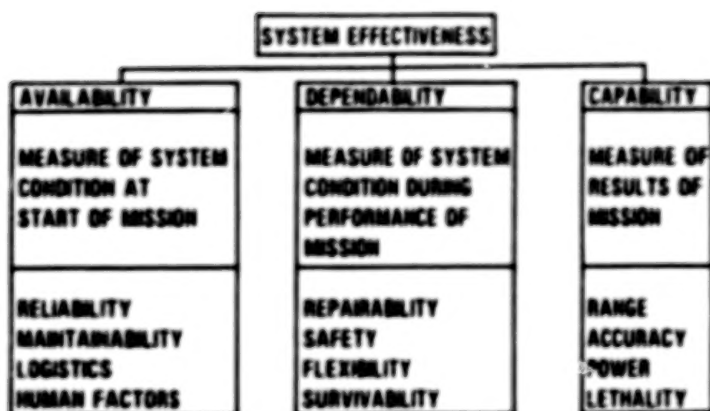 SYSTEM EFFECTIVENESS
AVAILABILITY
MEASURE OF SYSTEM
CONDITION AT
START OF MISSION
RELIABILITY
MAINTAINABILITY
LOGISTICS
HUMAN FACTORS
DEPENDABILITY
MEASURE OF SYSTEM
CONDITION DURING
PERFORMANCE OF
MISSION
REPAIRABILITY
SAFETY
FLEXIBILITY
SURVIVABILITY
CAPABILITY
MEASURE OF
RESULTS OF
MISSION
RANGE
ACCURACY
POWER
LETHALITY